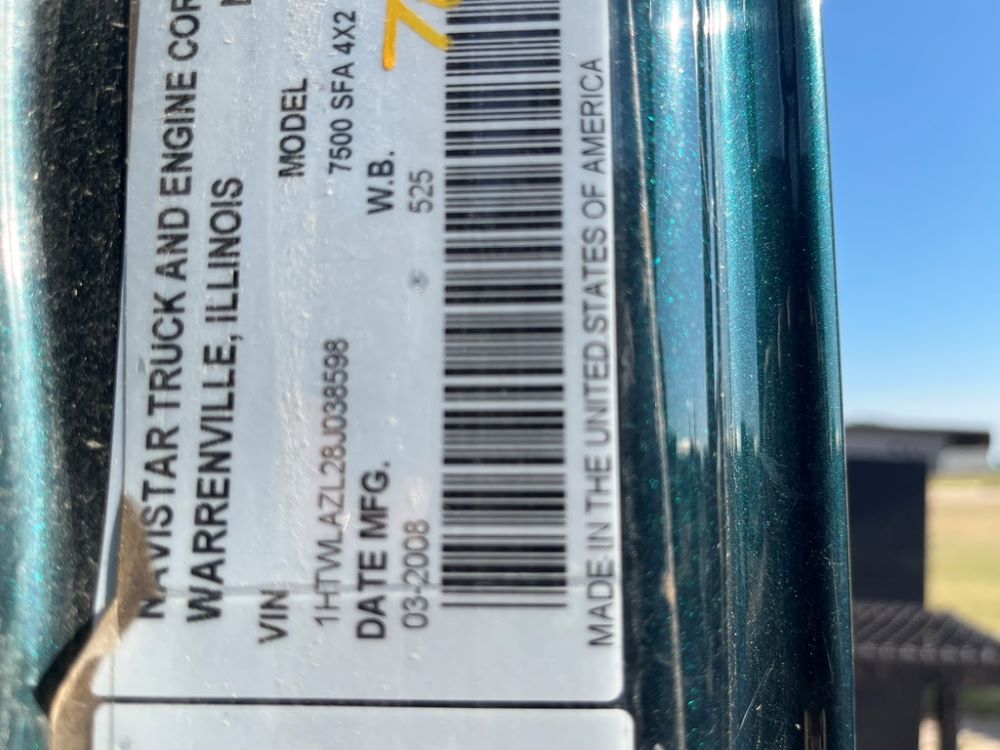 NAVISTAR TRUCK AND ENGINE COR
WARRENVILLE, ILLINOIS
VIN MODEL
1HTWLAZL28J038598 7500 SFA 4X2
DATE MFG. W.B.
03-2008 525
MADE IN THE UNITED STATES OF AMERICA